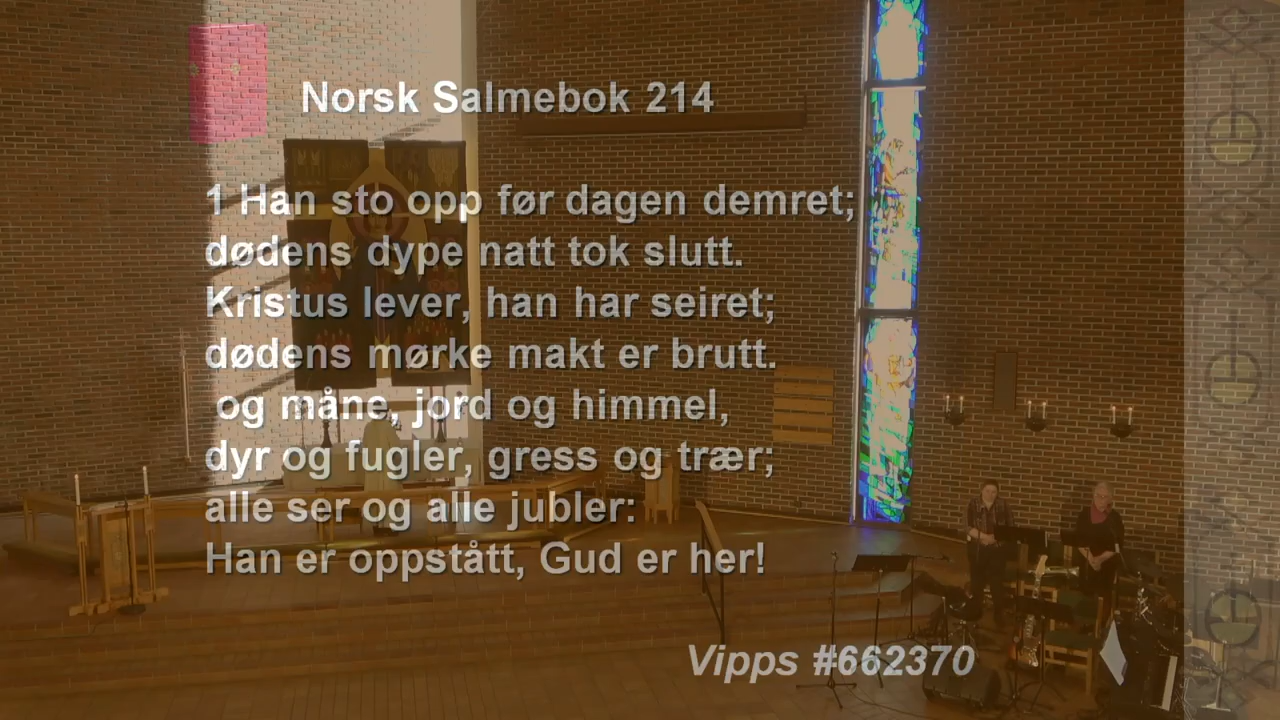 Norsk Salmebok 214
1 Han sto opp før dagen demret;
dødens dype natt tok slutt.
Kristus lever, han har seiret;
dødens mørke makt er brutt.
og måne, jord og himmel,
dyr og fugler, gress og trær;
alle ser og alle jubler:
Han er oppstått, Gud er her!
Vipps #662370